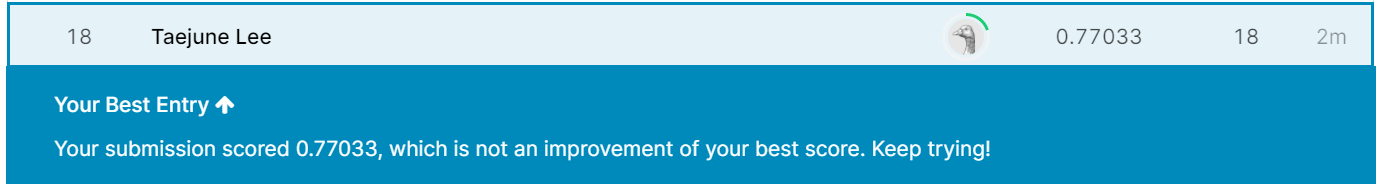 18 Taejune Lee 0.77033 18 2m
Your Best Entry
Your submission scored 0.77033, which is not an improvement of your best score. Keep trying!